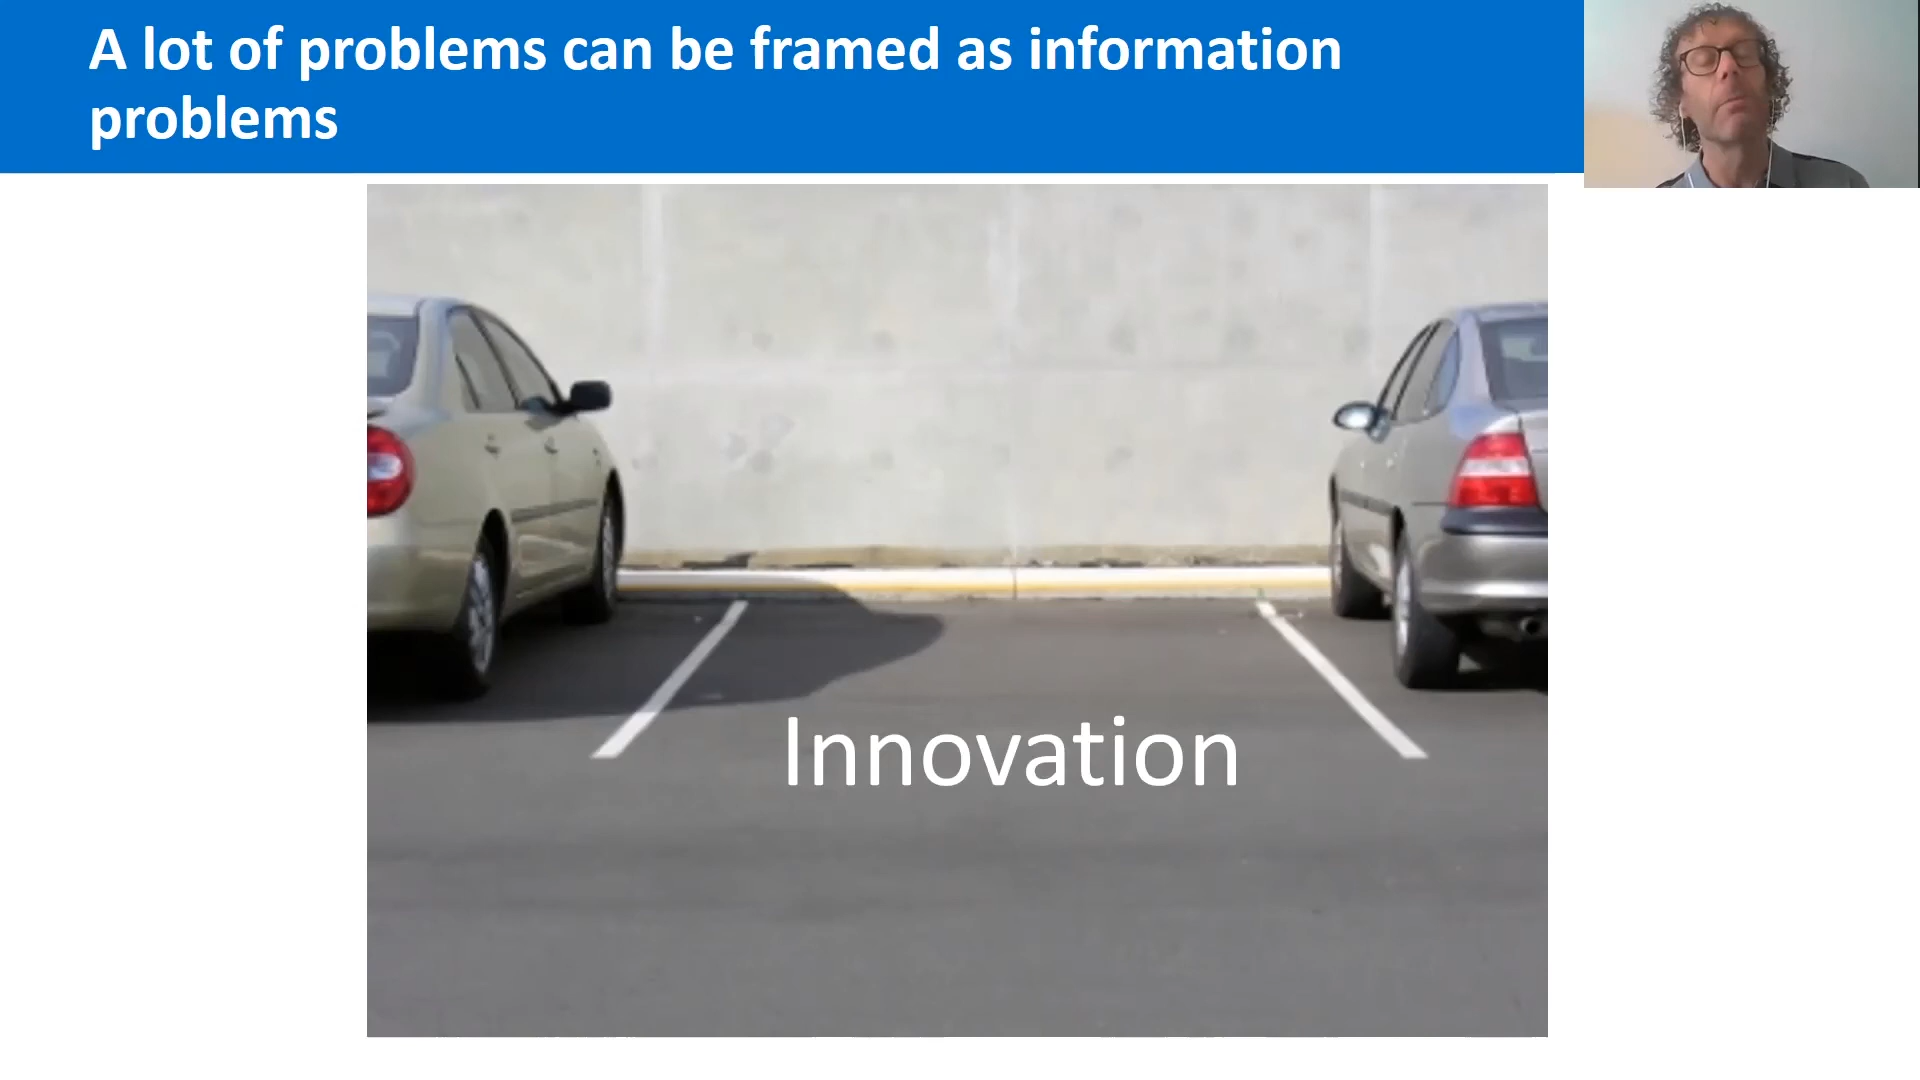 A lot of problems can be framed as information
problems
Innovation